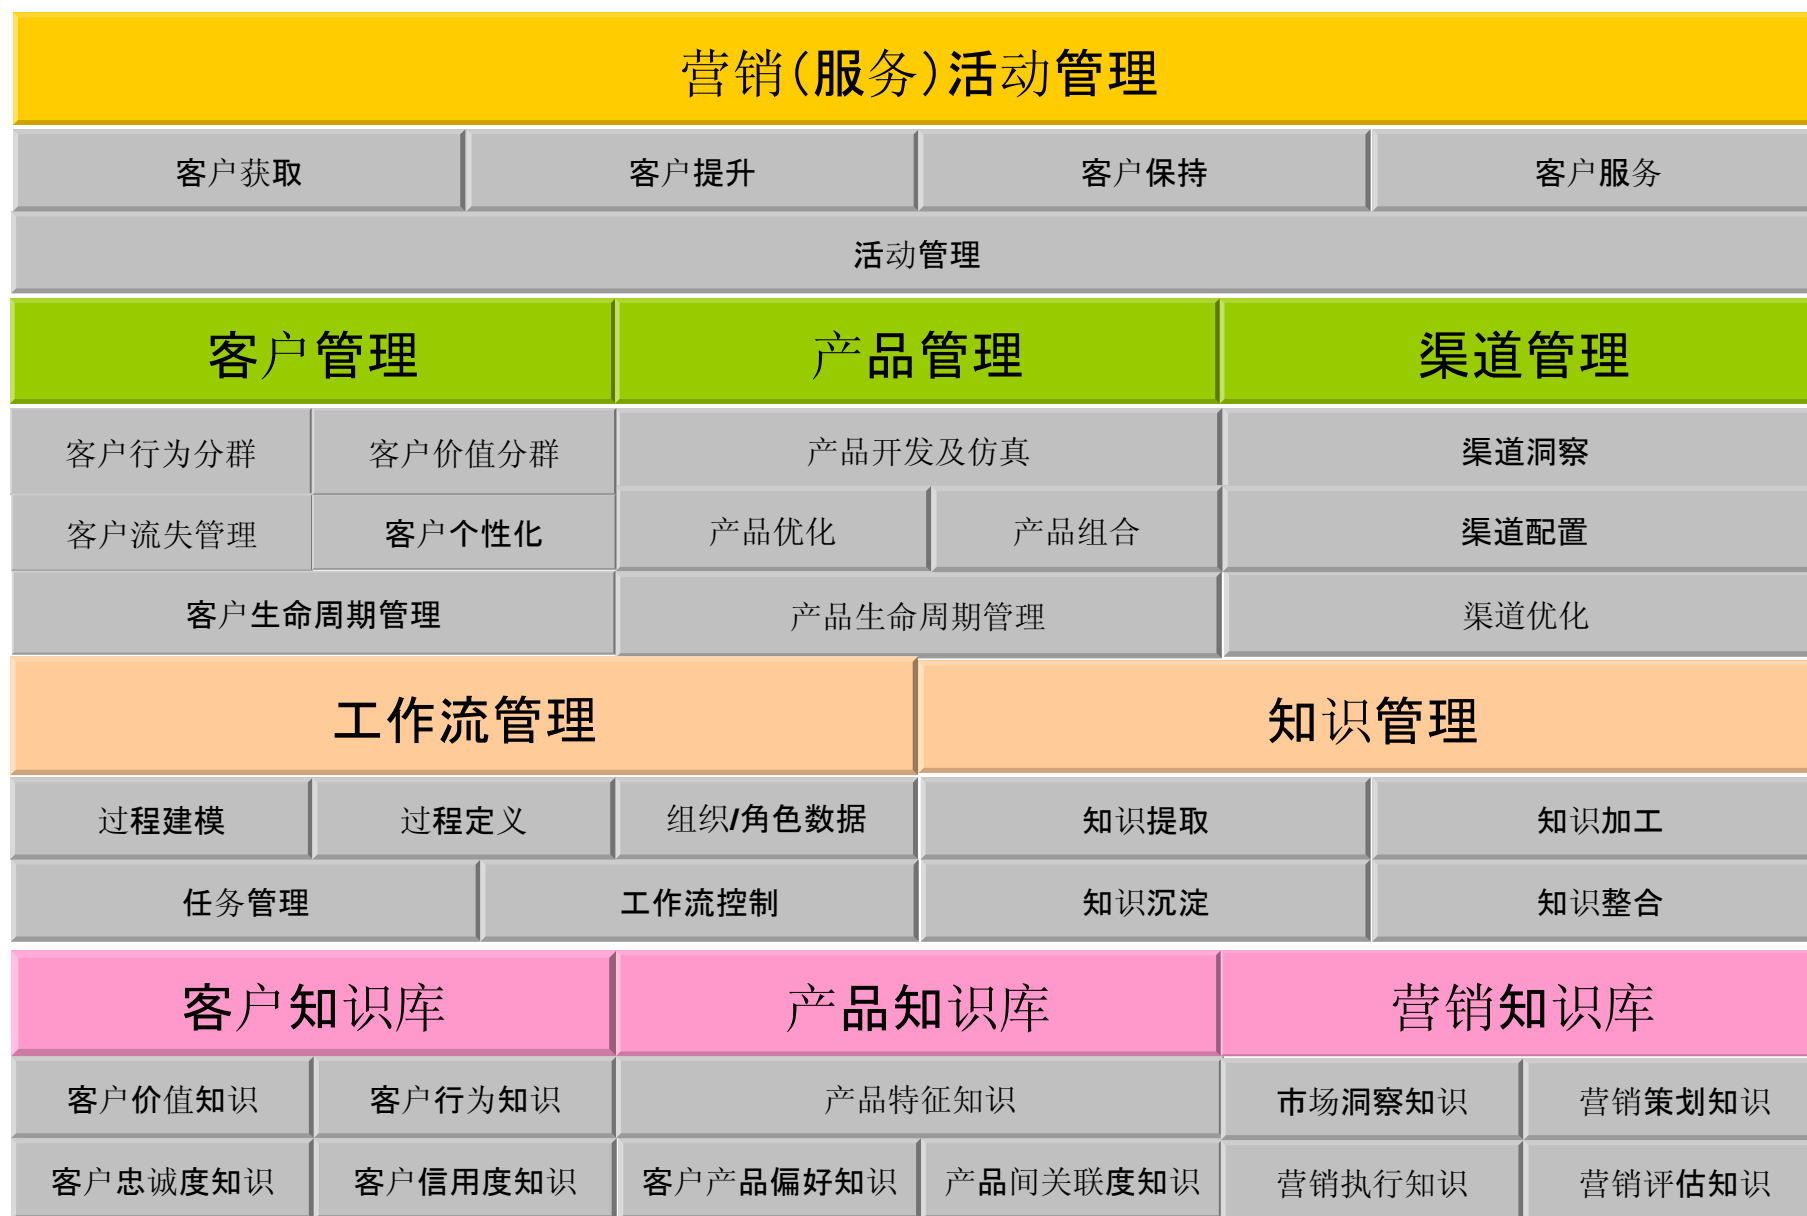 营销(服务)活动管理
客户获取
客户提升
客户保持
客户服务
活动管理
客户管理
产品管理
渠道管理
客户行为分群
客户价值分群
产品开发及仿真
渠道洞察
客户流失管理
客户个性化
产品优化
产品组合
渠道配置
客户生命周期管理
产品生命周期管理
渠道优化
工作流管理
知识管理
过程建模
过程定义
组织/角色数据
知识提取
知识加工
任务管理
工作流控制
知识沉淀
知识整合
客户知识库
产品知识库
营销知识库
客户价值知识
客户行为知识
产品特征知识
市场洞察知识
营销策划知识
客户忠诚度知识
客户信用度知识
客户产品偏好知识
产品间关联度知识
营销执行知识
营销评估知识